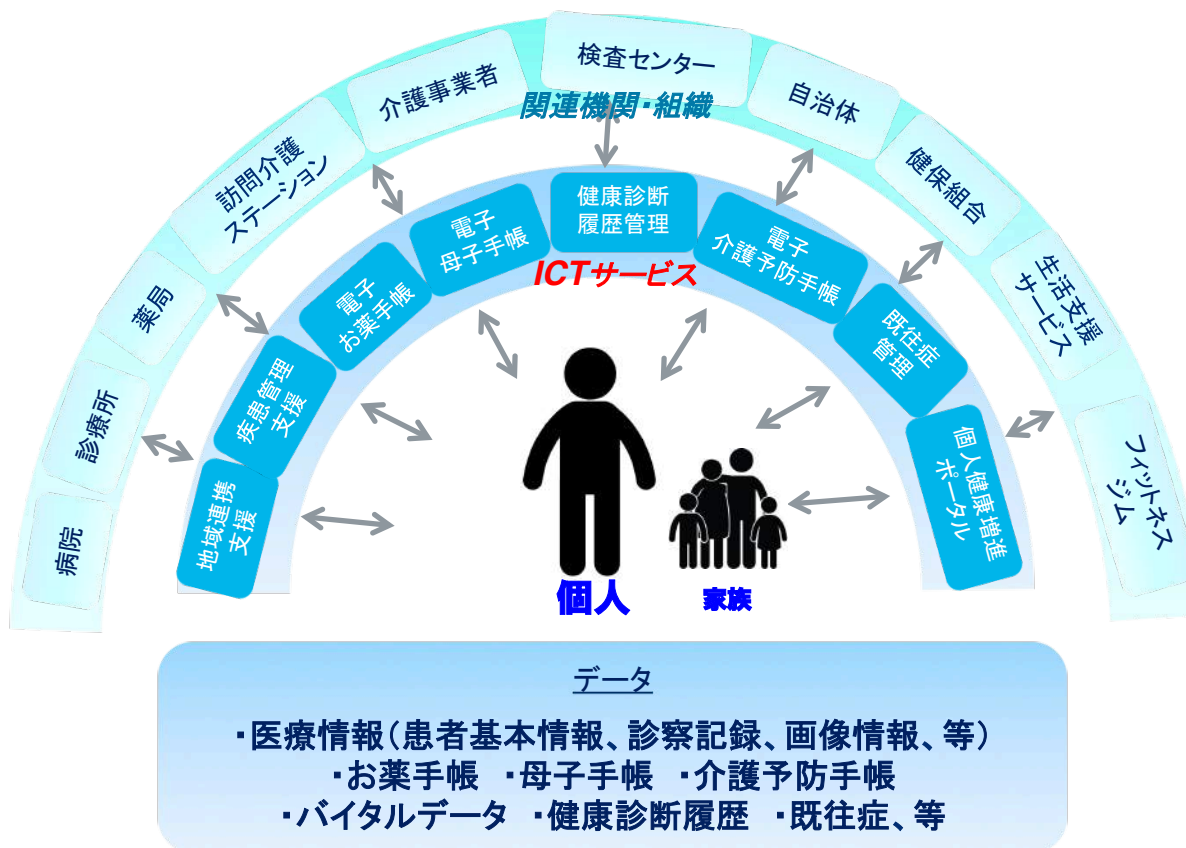 病院
診療所
薬局
訪問介護
ステーション
介護事業者
検査センター
自治体
健保組合
生活支援
サービス
フィットネス
ジム
関連機関・組織
地域連携
支援
疾患管理
支援
電子
お薬手帳
電子
母子手帳
健康診断
履歴管理
電子
介護予防手帳
既往症
管理
個人健康増進
ポータル
ICTサービス
個人
家族
データ
・医療情報（患者基本情報、診察記録、画像情報、等）
・お薬手帳 ・母子手帳 ・介護予防手帳
・バイタルデータ ・健康診断履歴 ・既往症、等